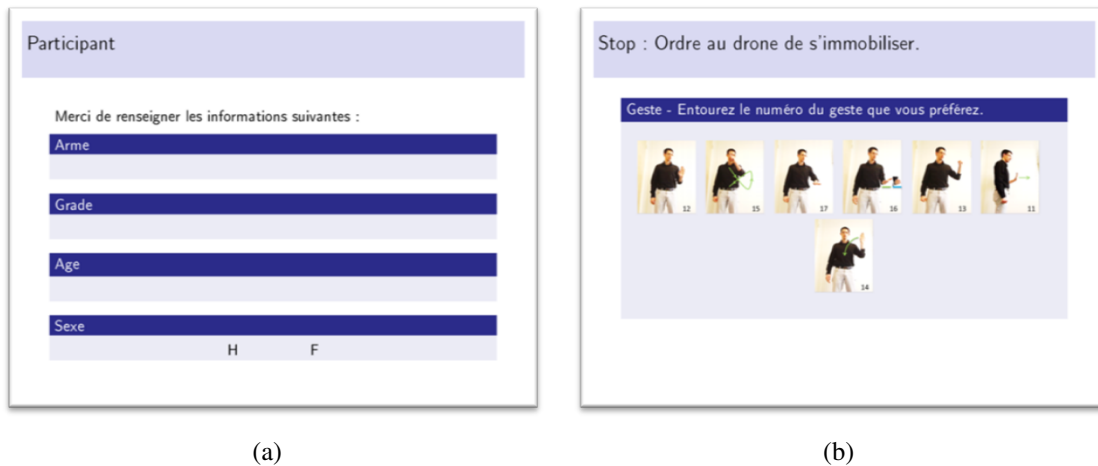 Participant
Merci de renseigner les informations suivantes :
Arme
Grade
Age
Sexe
H F
(a)
Stop : Ordre au drone de s'immobiliser.
Geste - Entourez le numéro du geste que vous préférez.
12 15 17 16 13 11
14
(b)